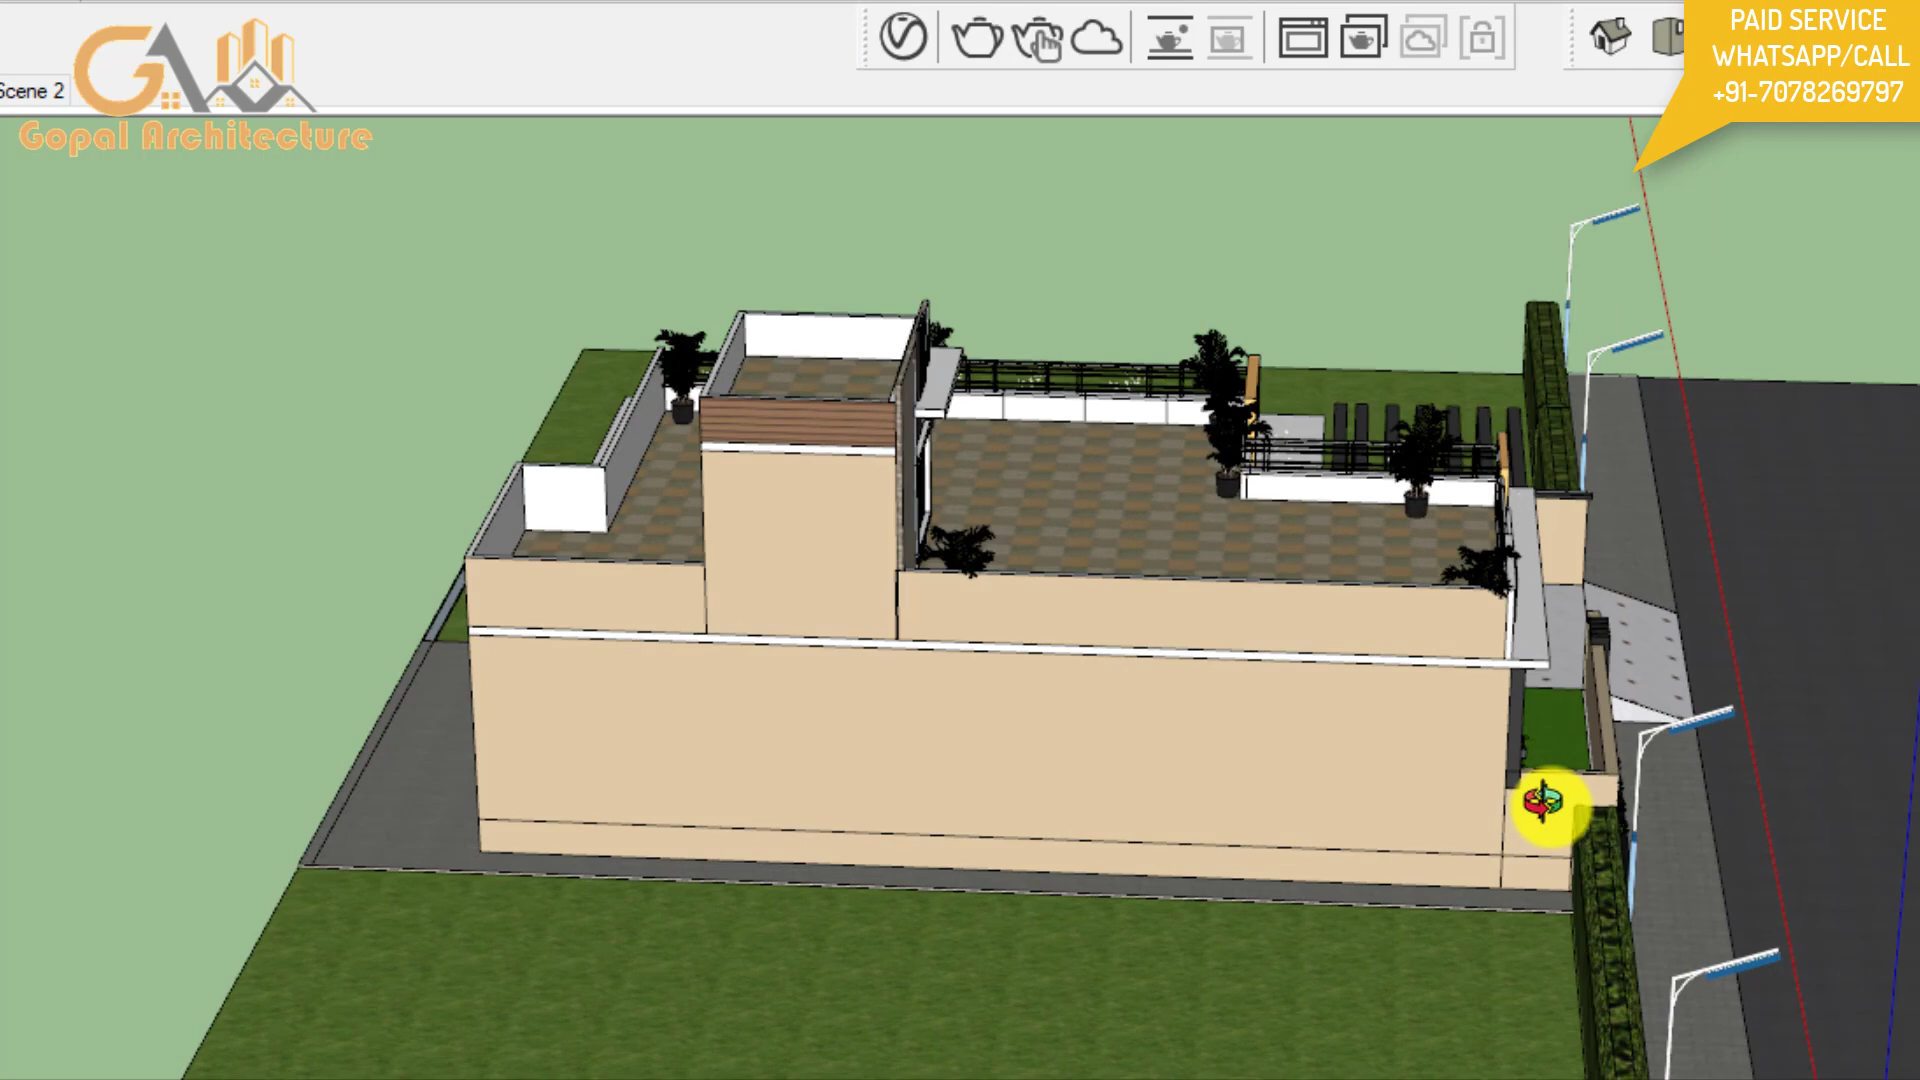 PAID SERVICE
WHATSAPP/CALL
+91-7078269797
Scene 2
Gopal Architecture